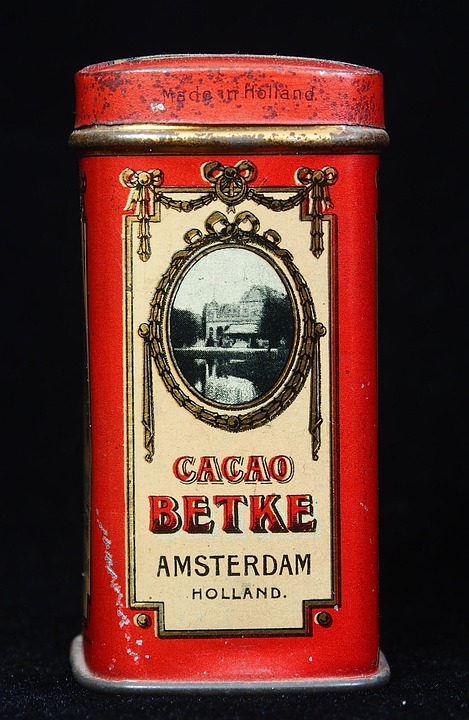 Made in Holland.
CACAO
BETKE
AMSTERDAM
HOLLAND.